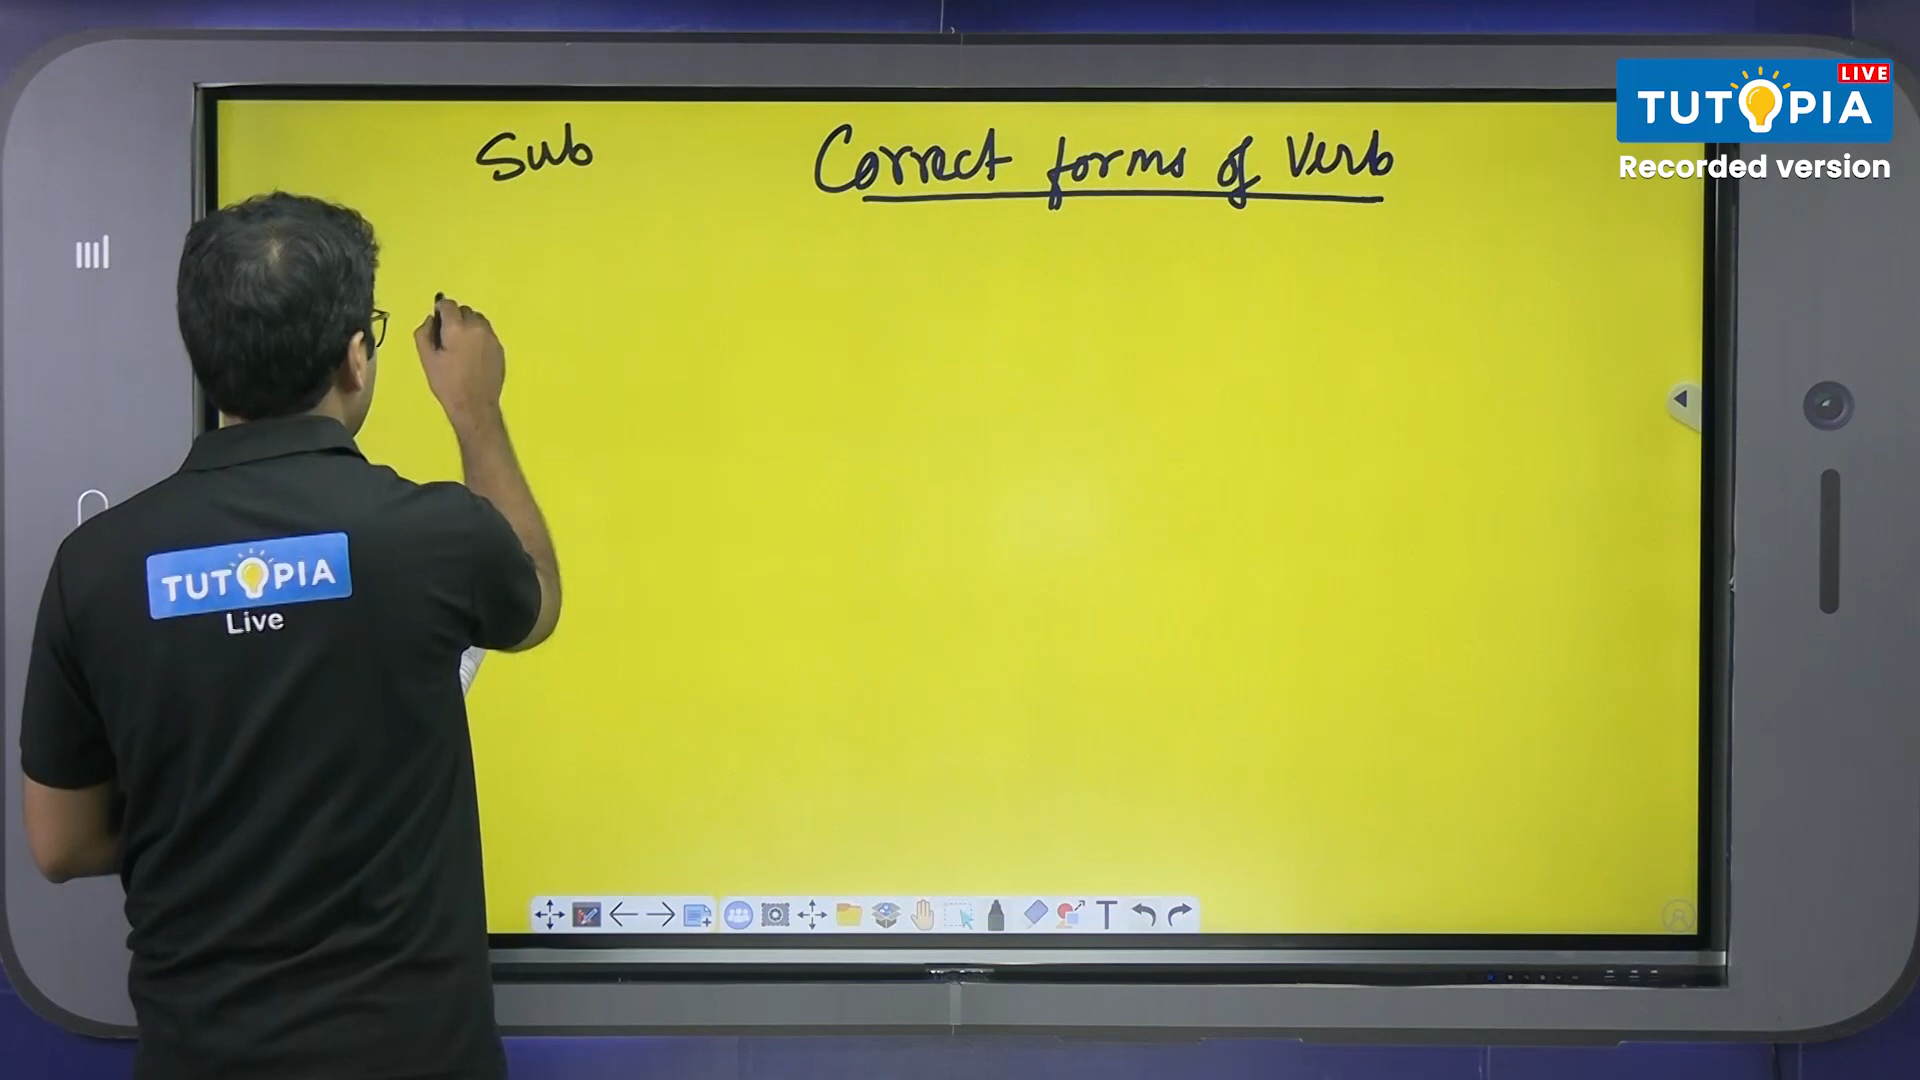 LIVE
TUTOPIA
Recorded version
Sub
Correct forms of Verb
TUTOPIA
Live
T